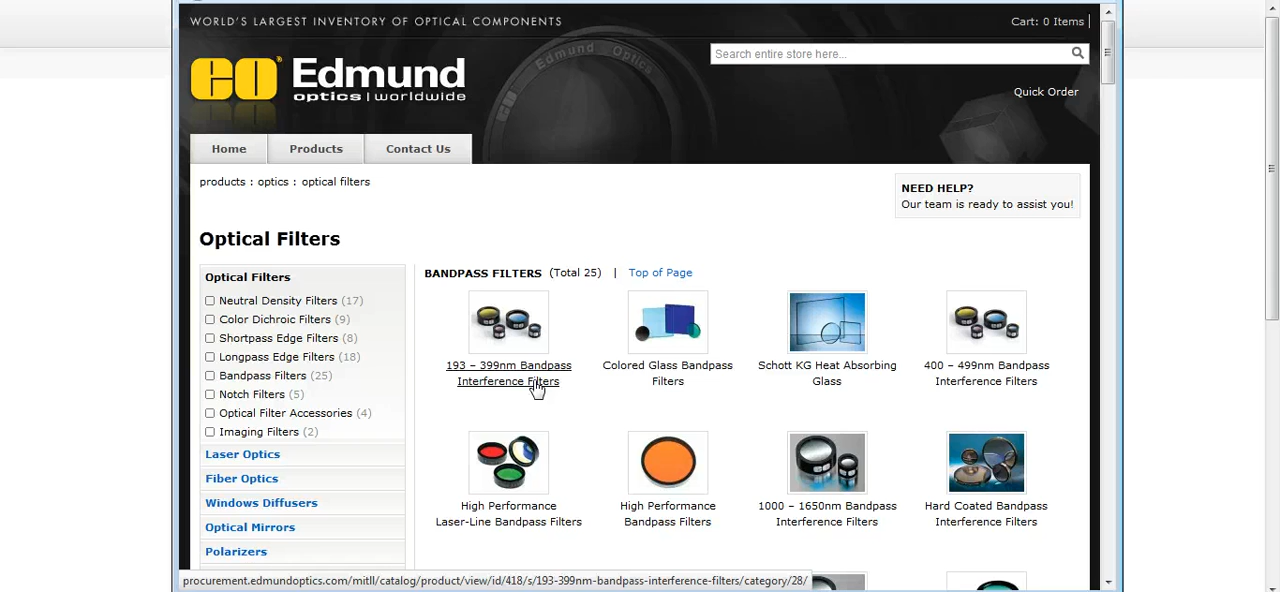 WORLD'S LARGEST INVENTORY OF OPTICAL COMPONENTS
Cart: 0 Items
EO Edmund
optics | worldwide
Edmund Optics
Search entire store here...
Quick Order
Home
Products
Contact Us
products : optics : optical filters
NEED HELP?
Our team is ready to assist you!
Optical Filters
Optical Filters
Neutral Density Filters (17)
Color Dichroic Filters (9)
Shortpass Edge Filters (8)
Longpass Edge Filters (18)
Bandpass Filters (25)
Notch Filters (5)
Optical Filter Accessories (4)
Imaging Filters (2)
Laser Optics
Fiber Optics
Windows Diffusers
Optical Mirrors
Polarizers
BANDPASS FILTERS (Total 25) | Top of Page
193 – 399nm Bandpass
Interference Filters
Colored Glass Bandpass
Filters
Schott KG Heat Absorbing
Glass
400 – 499nm Bandpass
Interference Filters
High Performance
Laser-Line Bandpass Filters
High Performance
Bandpass Filters
1000 – 1650nm Bandpass
Interference Filters
Hard Coated Bandpass
Interference Filters
procurement.edmundoptics.com/mitll/catalog/product/view/id/418/s/193-399nm-bandpass-interference-filters/category/28/